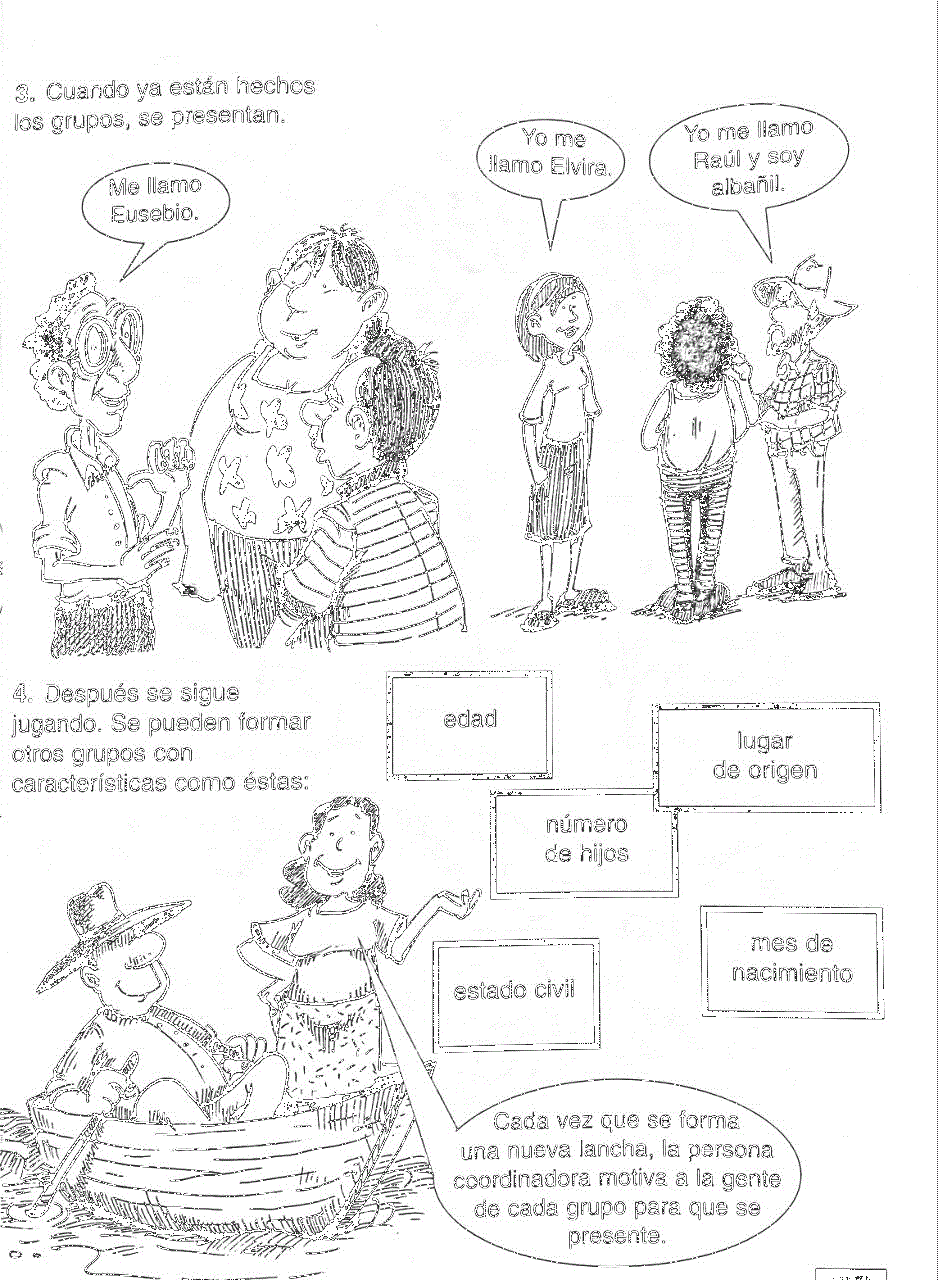 3. Cuando ya están hechos
los grupos, se presentan.
Me llamo
Eusebio.
Yo me
llamo Elvira.
Yo me llamo
Raúl y soy
albañil.
4. Después se sigue
jugando. Se pueden formar
otros grupos con
características como éstas:
edad
lugar
de origen
número
de hijos
mes de
nacimiento
estado civil
Cada vez que se forma
una nueva lancha, la persona
coordinadora motiva a la gente
de cada grupo para que se
presente.